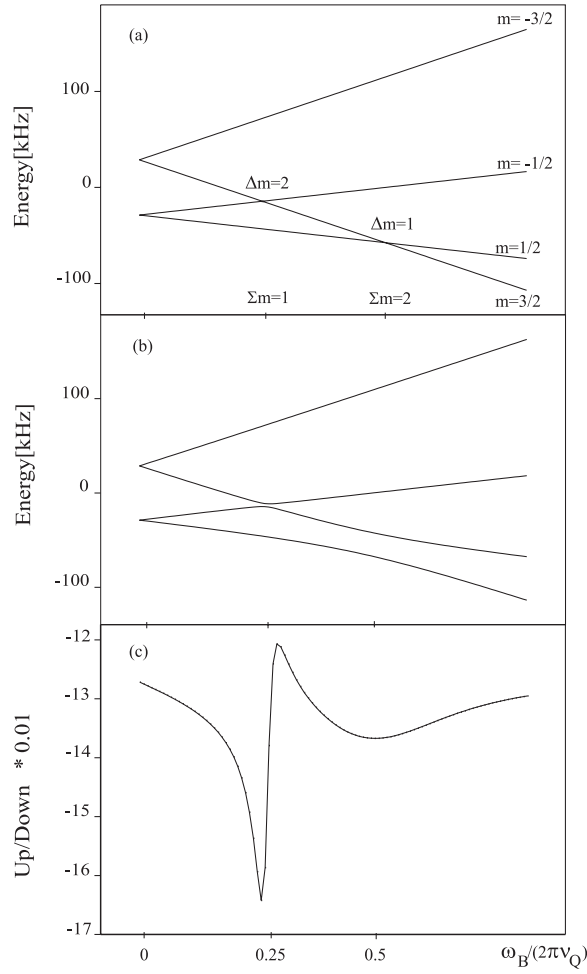 (a)
m= -3/2
100
Energy[kHz]
m= -1/2
0
Δm=2
Δm=1
m=1/2
-100
Σm=1
Σm=2
m=3/2
(b)
100
Energy[kHz]
0
-100
-12
(c)
-13
Up/Down * 0.01
-14
-15
-16
-17
0
0.25
0.5
ω_B/(2πν_Q)